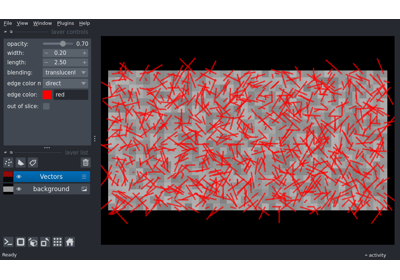 File View Window Plugins Help
layer controls
opacity: 0.70
width: 0.20
length: 2.50
blending: translucent
edge color m direct
edge color: red
out of slice:
layer list
Vectors
background
Ready
activity